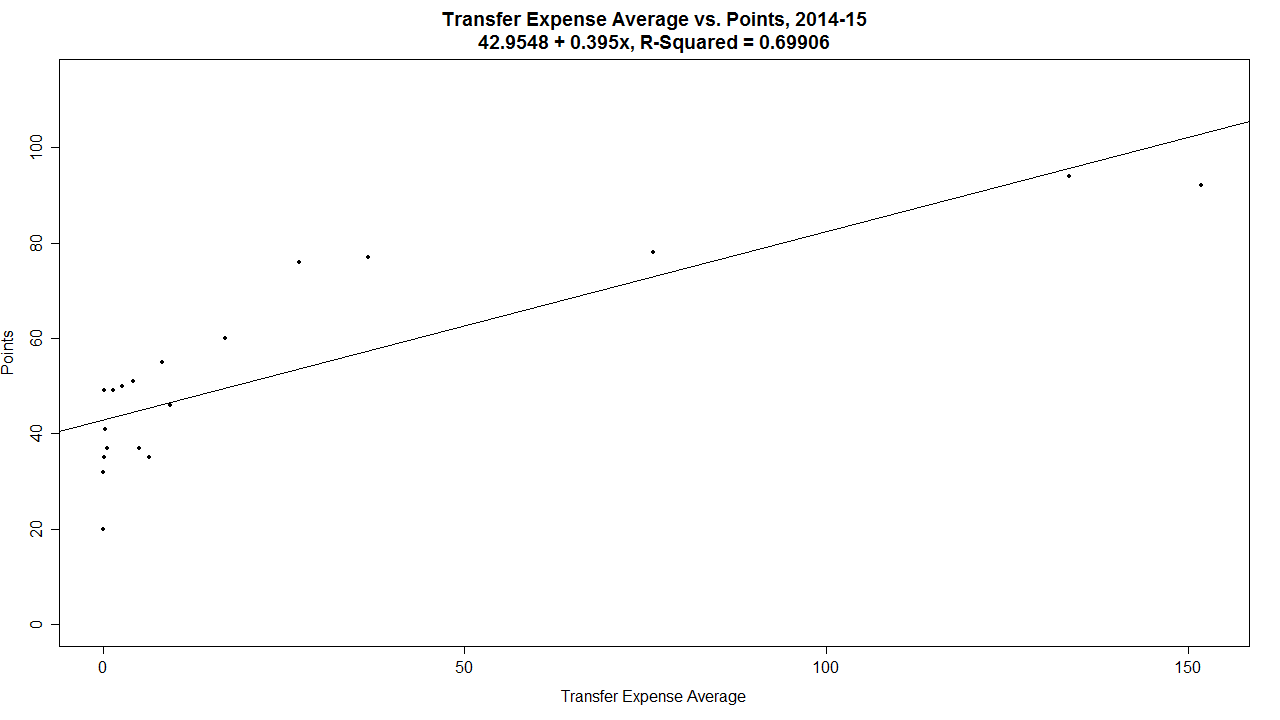 Transfer Expense Average vs. Points, 2014-15
42.9548 + 0.395x, R-Squared = 0.69906
Points
100
80
60
40
20
0
0
50
100
150
Transfer Expense Average